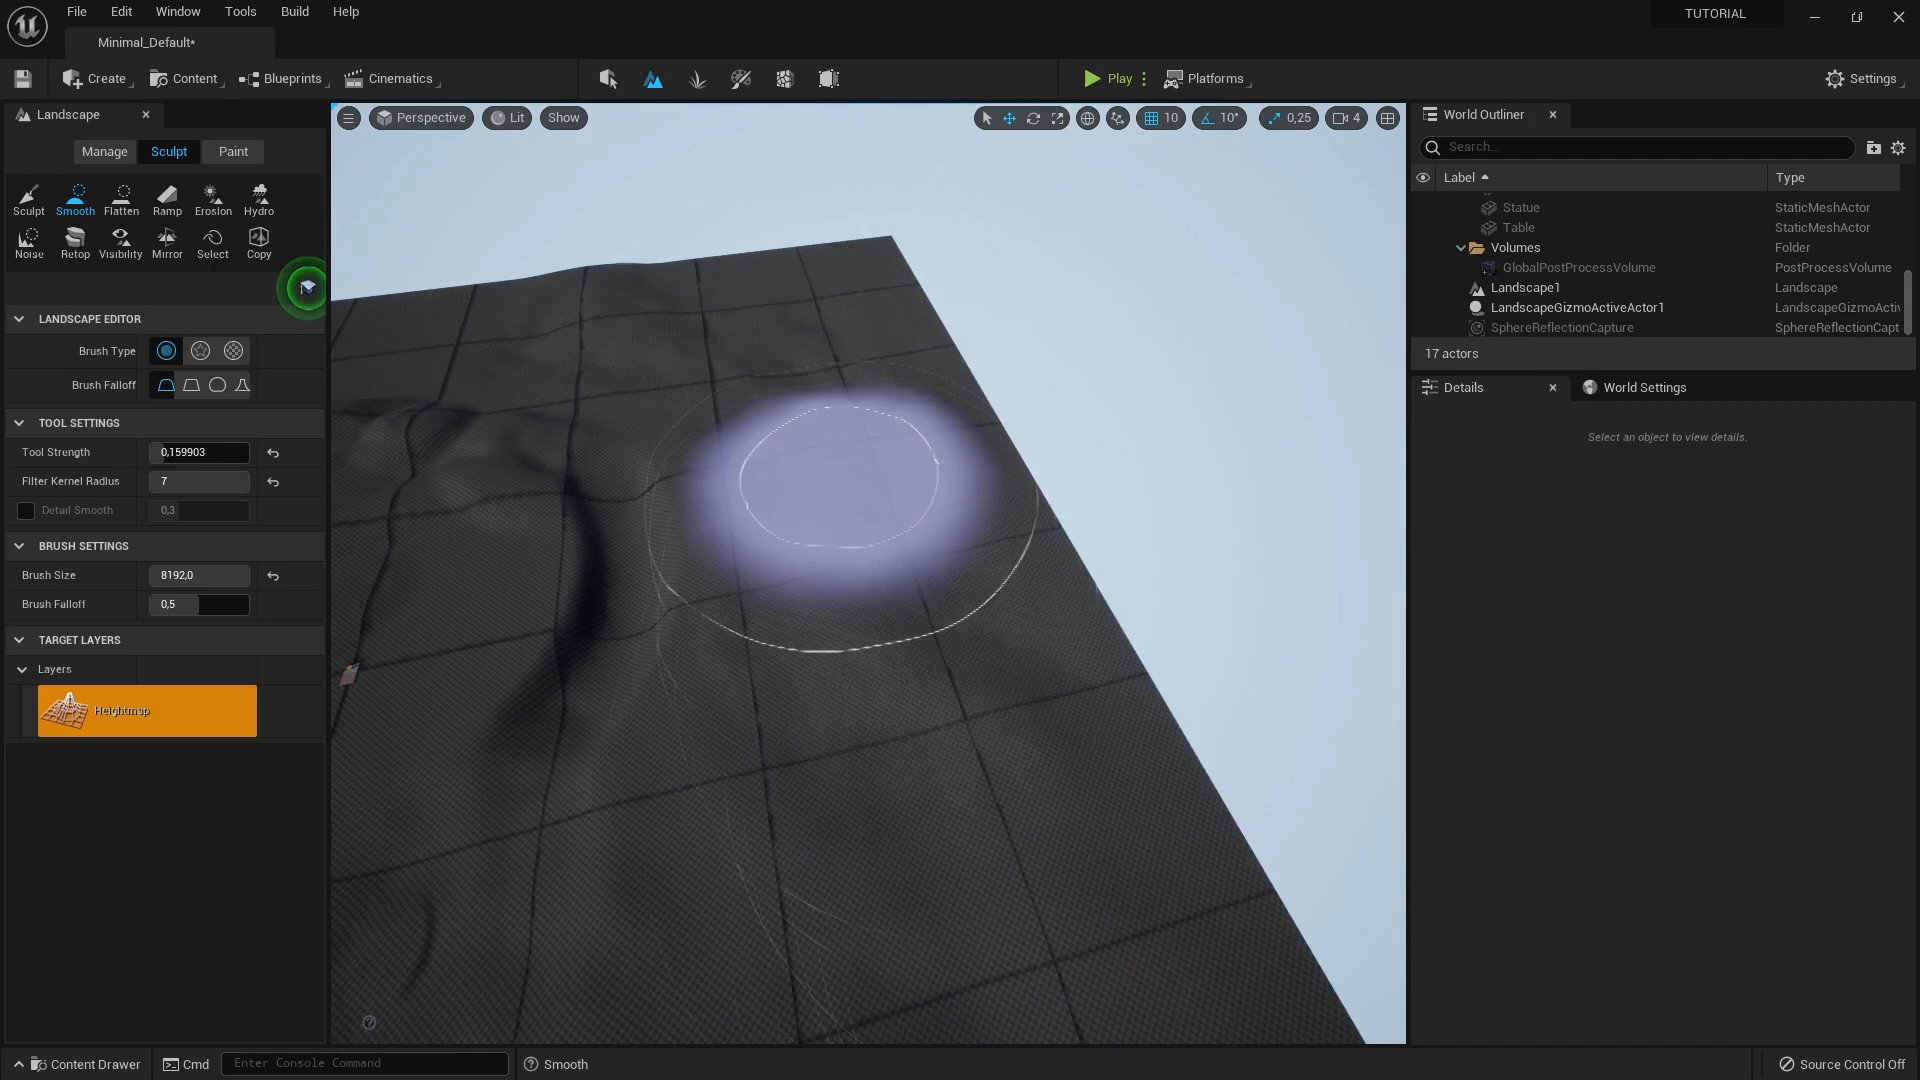 File Edit Window Tools Build Help
TUTORIAL
Minimal_Default*
Create Content Blueprints Cinematics
Play Platforms
Settings
Landscape
Manage Sculpt Paint
Sculpt Smooth Flatten Ramp Erosion Hydro
Noise Retop Visibility Mirror Select Copy
LANDSCAPE EDITOR
Brush Type
Brush Falloff
TOOL SETTINGS
Tool Strength 0,159903
Filter Kernel Radius 7
Detail Smooth 0,3
BRUSH SETTINGS
Brush Size 8192,0
Brush Falloff 0,5
TARGET LAYERS
Layers
Heightmap
Perspective Lit Show
10 10° 0,25 4
World Outliner
Search...
Label Type
Statue StaticMeshActor
Table StaticMeshActor
Volumes Folder
GlobalPostProcessVolume PostProcessVolume
Landscape1 Landscape
LandscapeGizmoActiveActor1 LandscapeGizmoActiv
SphereReflectionCapture SphereReflectionCapt
17 actors
Details World Settings
Select an object to view details.
Content Drawer Cmd Enter Console Command Smooth
Source Control Off